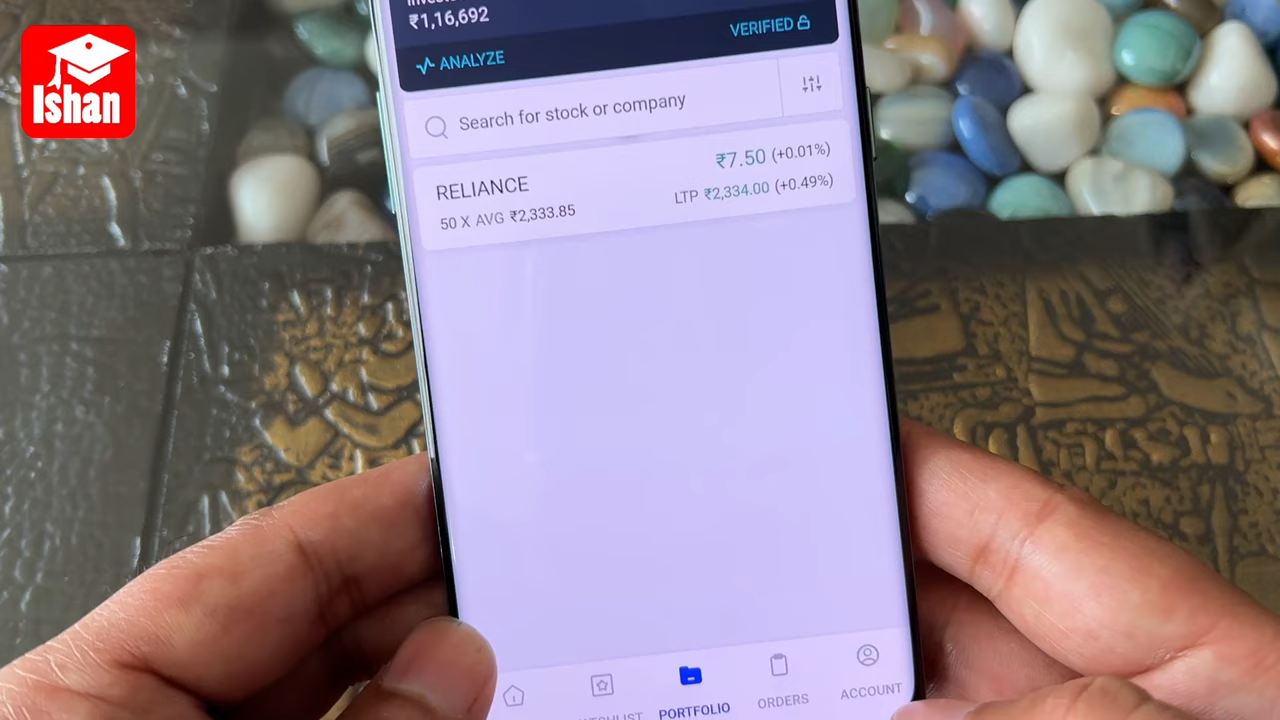 Ishan
₹1,16,692
ANALYZE
VERIFIED
Search for stock or company
RELIANCE
₹7.50 (+0.01%)
50 X AVG ₹2,333.85
LTP ₹2,334.00 (+0.49%)
PORTFOLIO
ORDERS
ACCOUNT